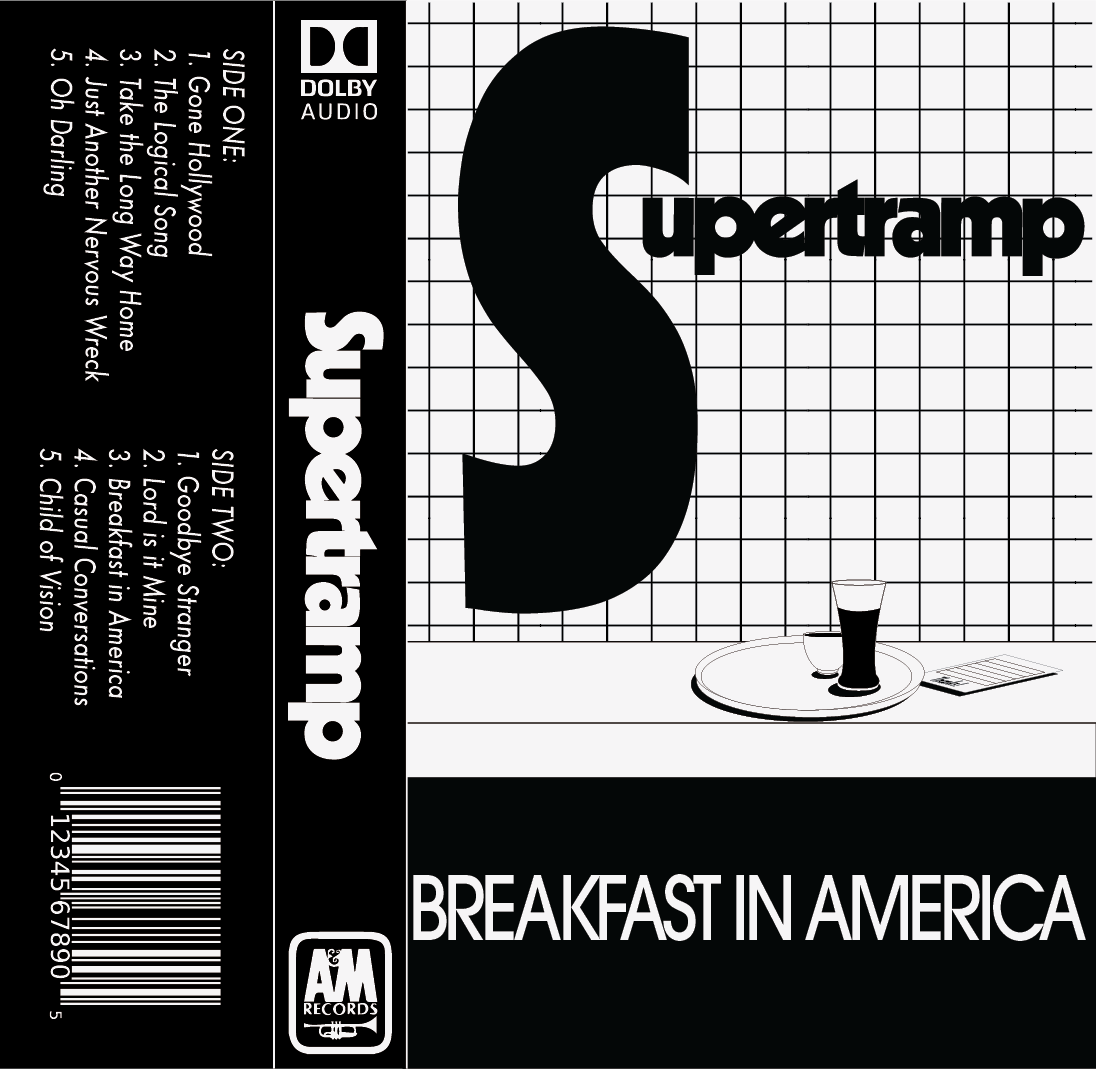 SIDE ONE:
1. Gone Hollywood
2. The Logical Song
3. Take the Long Way Home
4. Just Another Nervous Wreck
5. Oh Darling
SIDE TWO:
1. Goodbye Stranger
2. Lord is it Mine
3. Breakfast in America
4. Casual Conversations
5. Child of Vision
0 12345 67890 5
DOLBY
AUDIO
Supertramp
A&M
RECORDS
Supertramp
BREAKFAST IN AMERICA